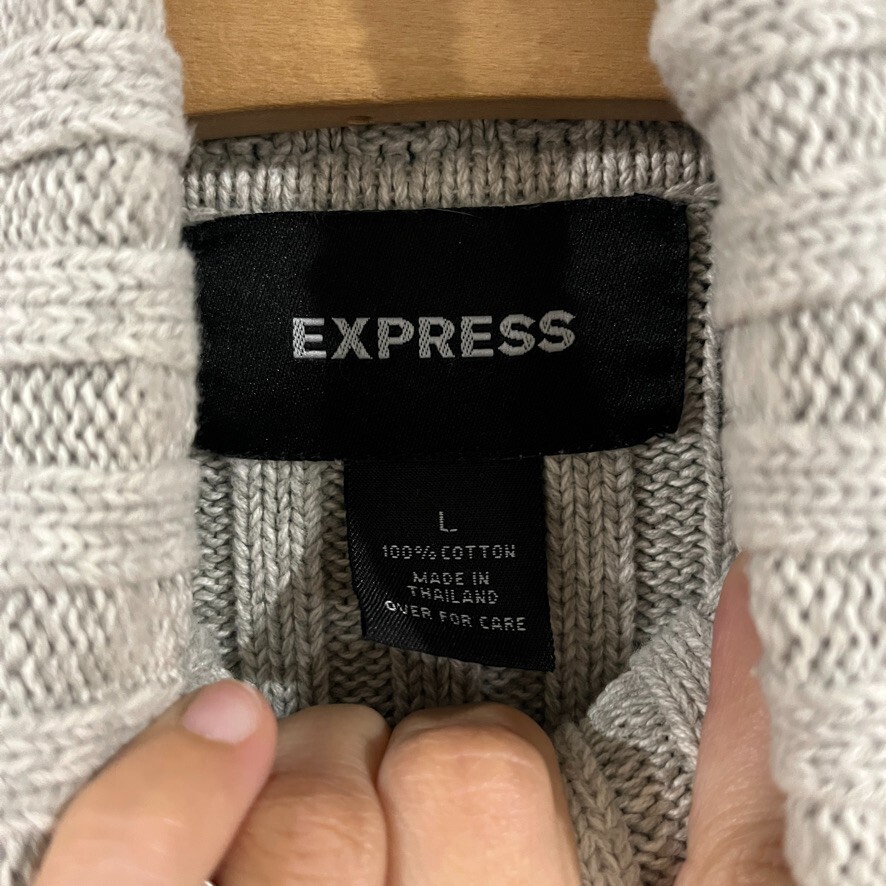 EXPRESS
L
100% COTTON
MADE IN
THAILAND
OVER FOR CARE